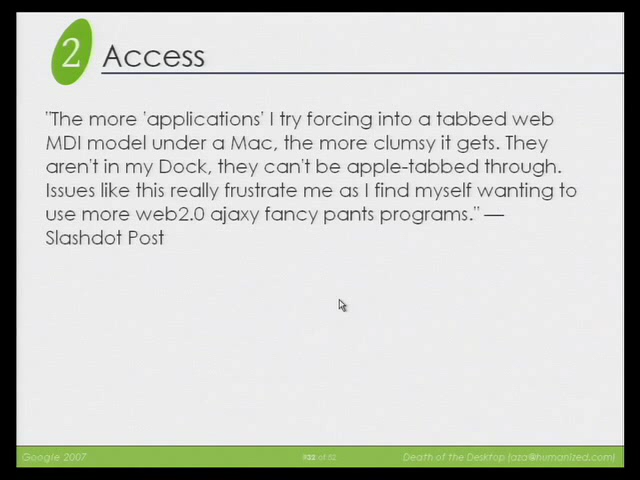 2 Access
"The more 'applications' I try forcing into a tabbed web
MDI model under a Mac, the more clumsy it gets. They
aren't in my Dock, they can't be apple-tabbed through.
Issues like this really frustrate me as I find myself wanting to
use more web2.0 ajaxy fancy pants programs." —
Slashdot Post
Google 2007
22 of 52
Death of the Desktop (aza@humanized.com)